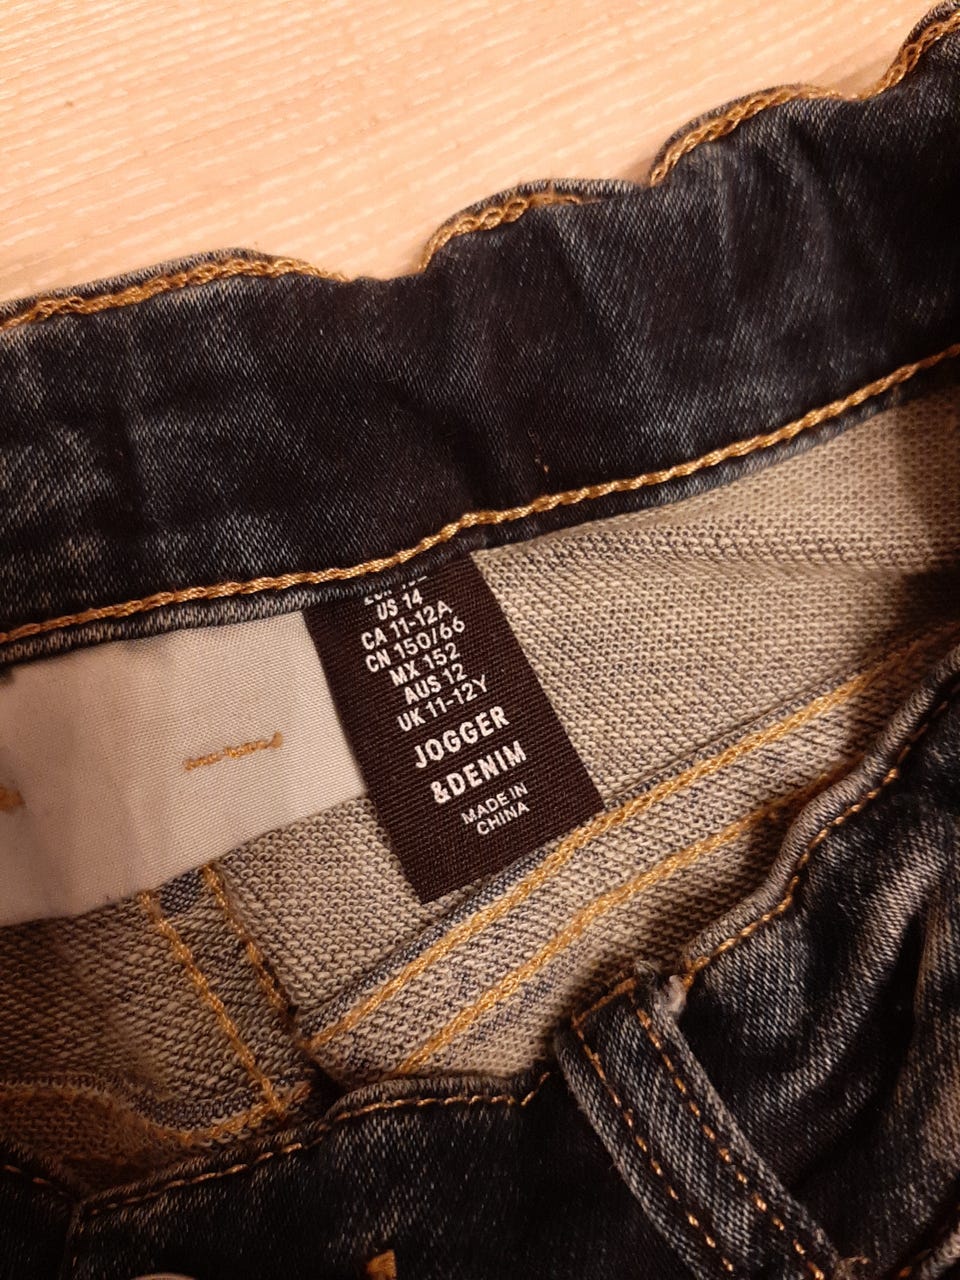 US 14
CA 11-12A
CN 150/66
MX 152
AUS 12
UK 11-12Y
JOGGER
&DENIM
MADE IN
CHINA